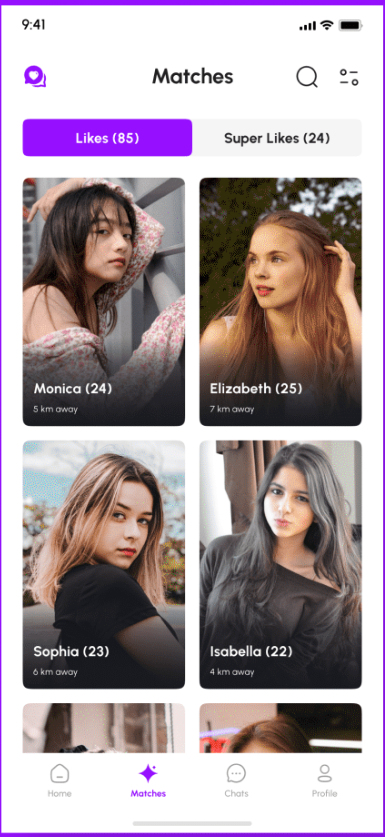 9:41
Matches
Likes (85)
Super Likes (24)
Monica (24)
5 km away
Elizabeth (25)
7 km away
Sophia (23)
6 km away
Isabella (22)
4 km away
Home
Matches
Chats
Profile